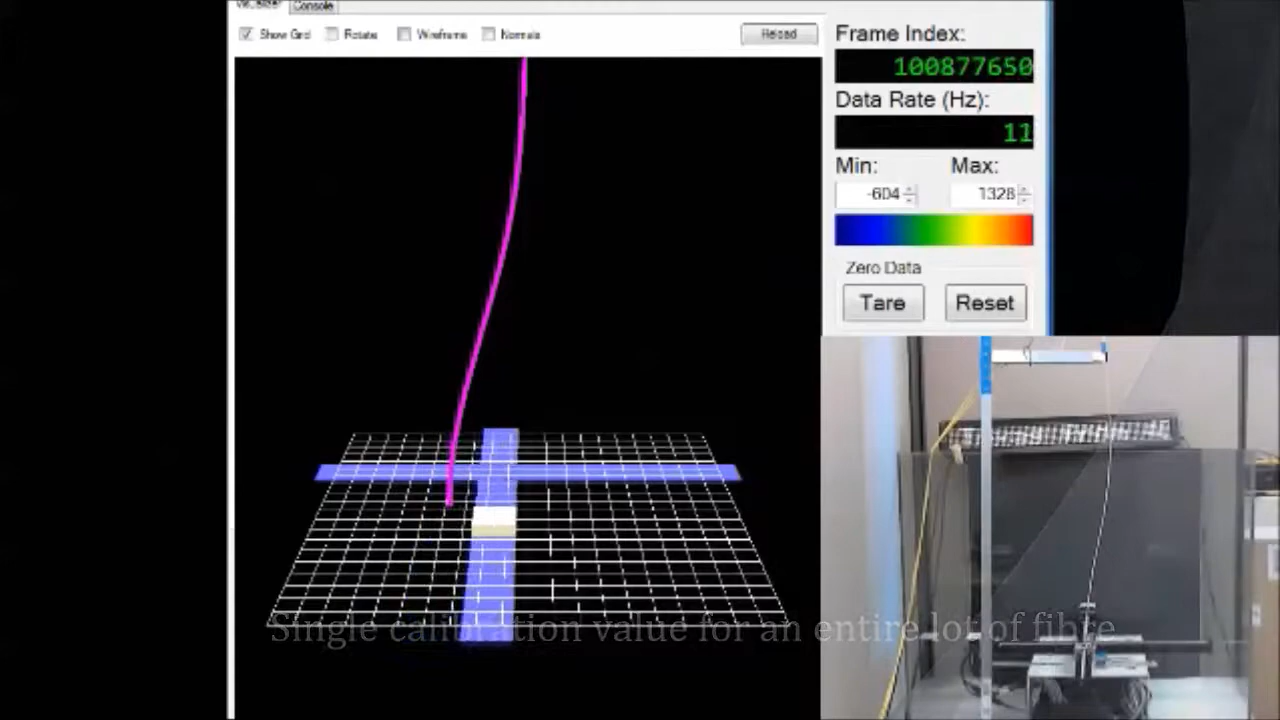 Visualizer Console
Show Grid Rotate Wireframe Normals Reload
Frame Index:
100877650
Data Rate (Hz):
11
Min: Max:
-604 1328
Zero Data
Tare Reset
Single calibration value for an entire lot of fibre